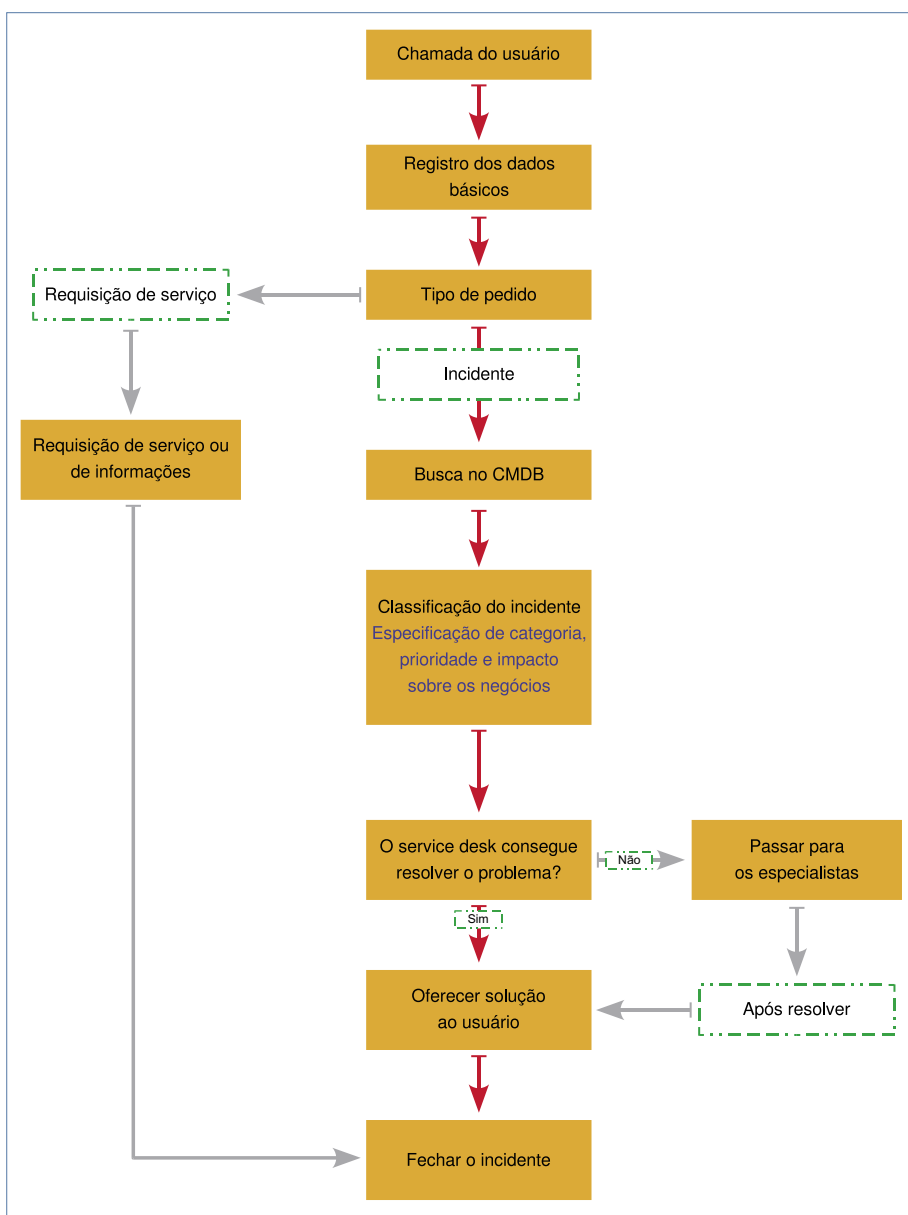 Chamada do usuário
Registro dos dados
básicos
Requisição de serviço
Tipo de pedido
Incidente
Requisição de serviço ou
de informações
Busca no CMDB
Classificação do incidente
Especificação de categoria,
prioridade e impacto
sobre os negócios
O service desk consegue
resolver o problema?
Não
Passar para
os especialistas
Sim
Oferecer solução
ao usuário
Após resolver
Fechar o incidente